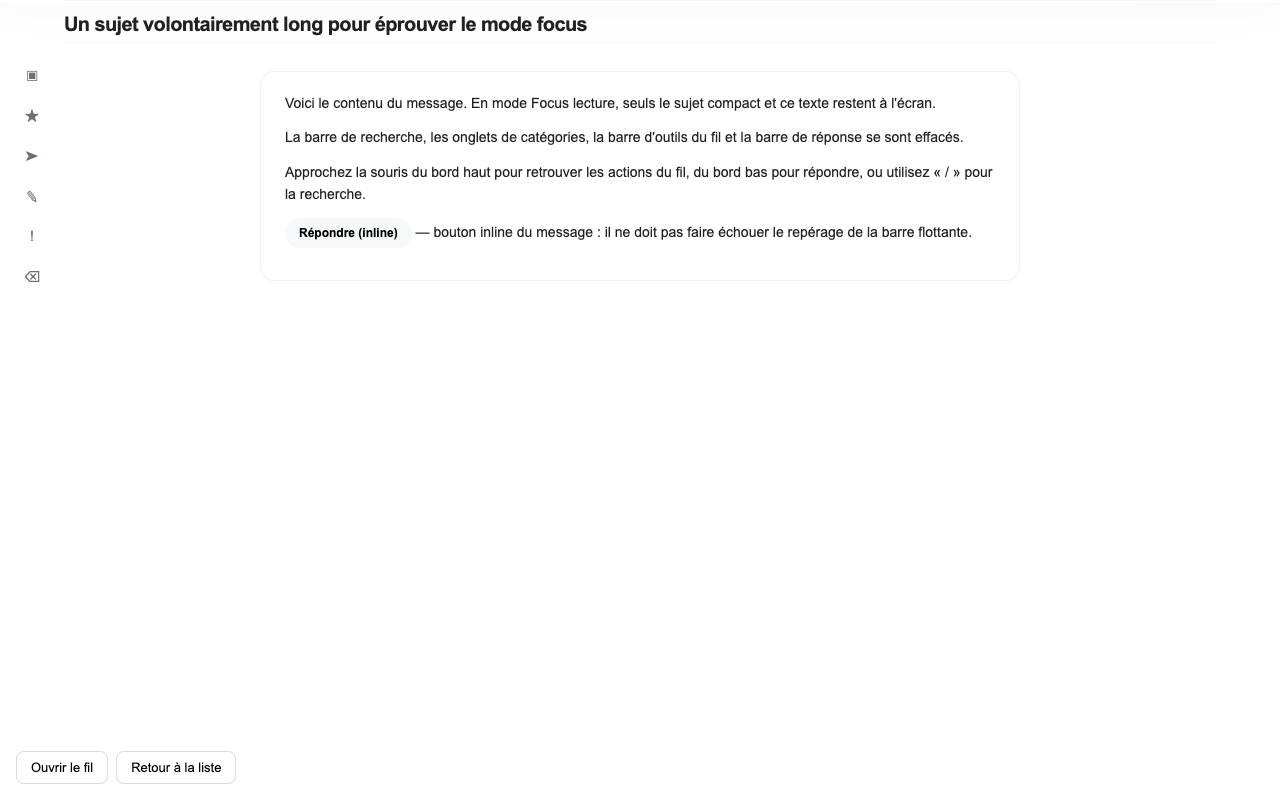 Un sujet volontairement long pour éprouver le mode focus
Voici le contenu du message. En mode Focus lecture, seuls le sujet compact et ce texte restent à l'écran.
La barre de recherche, les onglets de catégories, la barre d'outils du fil et la barre de réponse se sont effacés.
Approchez la souris du bord haut pour retrouver les actions du fil, du bord bas pour répondre, ou utilisez « / » pour
la recherche.
Répondre (inline) — bouton inline du message : il ne doit pas faire échouer le repérage de la barre flottante.
Ouvrir le fil
Retour à la liste